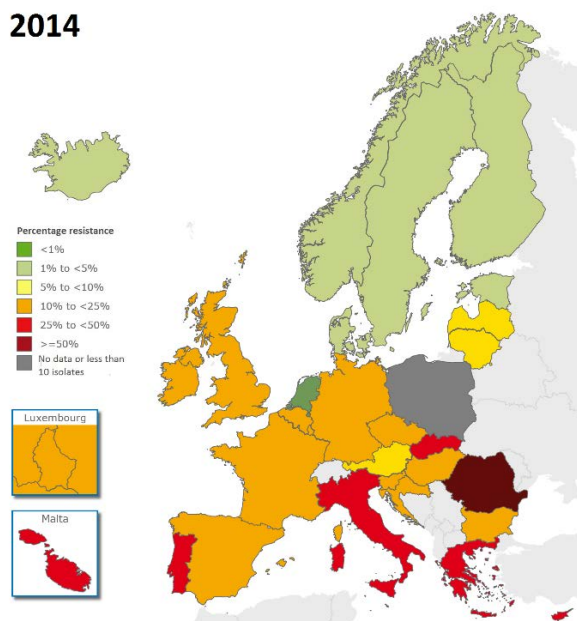 2014
Percentage resistance
<1%
1% to <5%
5% to <10%
10% to <25%
25% to <50%
>=50%
No data or less than
10 isolates
Luxembourg
Malta